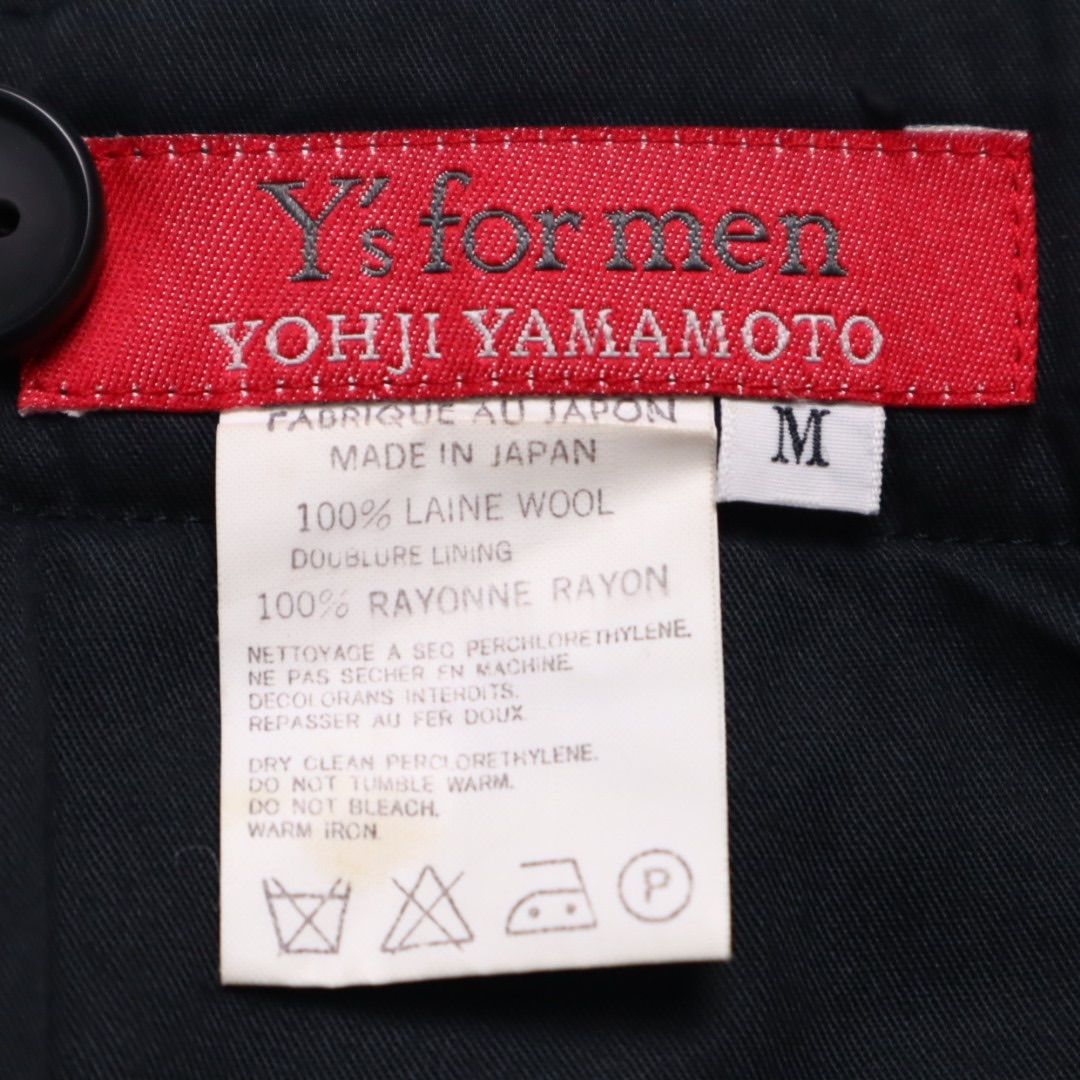 Y's for men
YOHJI YAMAMOTO
M
FABRIQUE AU JAPON
MADE IN JAPAN
100% LAINE WOOL
DOUBLURE LINING
100% RAYONNE RAYON
NETTOYAGE A SEC PERCHLORETHYLENE.
NE PAS SECHER EN MACHINE.
DECOLORANS INTERDITS.
REPASSER AU FER DOUX.
DRY CLEAN PERCLORETHYLENE.
DO NOT TUMBLE WARM.
DO NOT BLEACH.
WARM IRON.
P